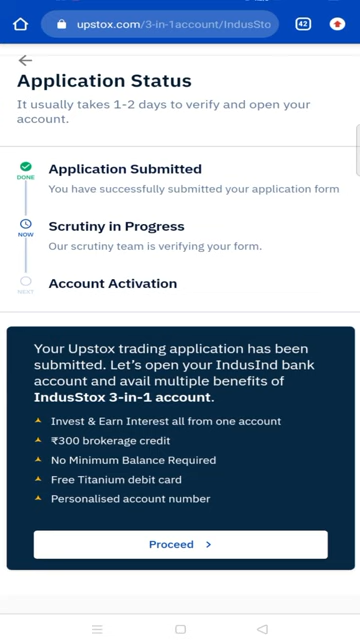 upstox.com/3-in-1account/IndusSto
42
Application Status
It usually takes 1-2 days to verify and open your
account.
DONE
Application Submitted
You have successfully submitted your application form
NOW
Scrutiny in Progress
Our scrutiny team is verifying your form.
NEXT
Account Activation
Your Upstox trading application has been
submitted. Let's open your IndusInd bank
account and avail multiple benefits of
IndusStox 3-in-1 account.
Invest & Earn Interest all from one account
₹300 brokerage credit
No Minimum Balance Required
Free Titanium debit card
Personalised account number
Proceed >